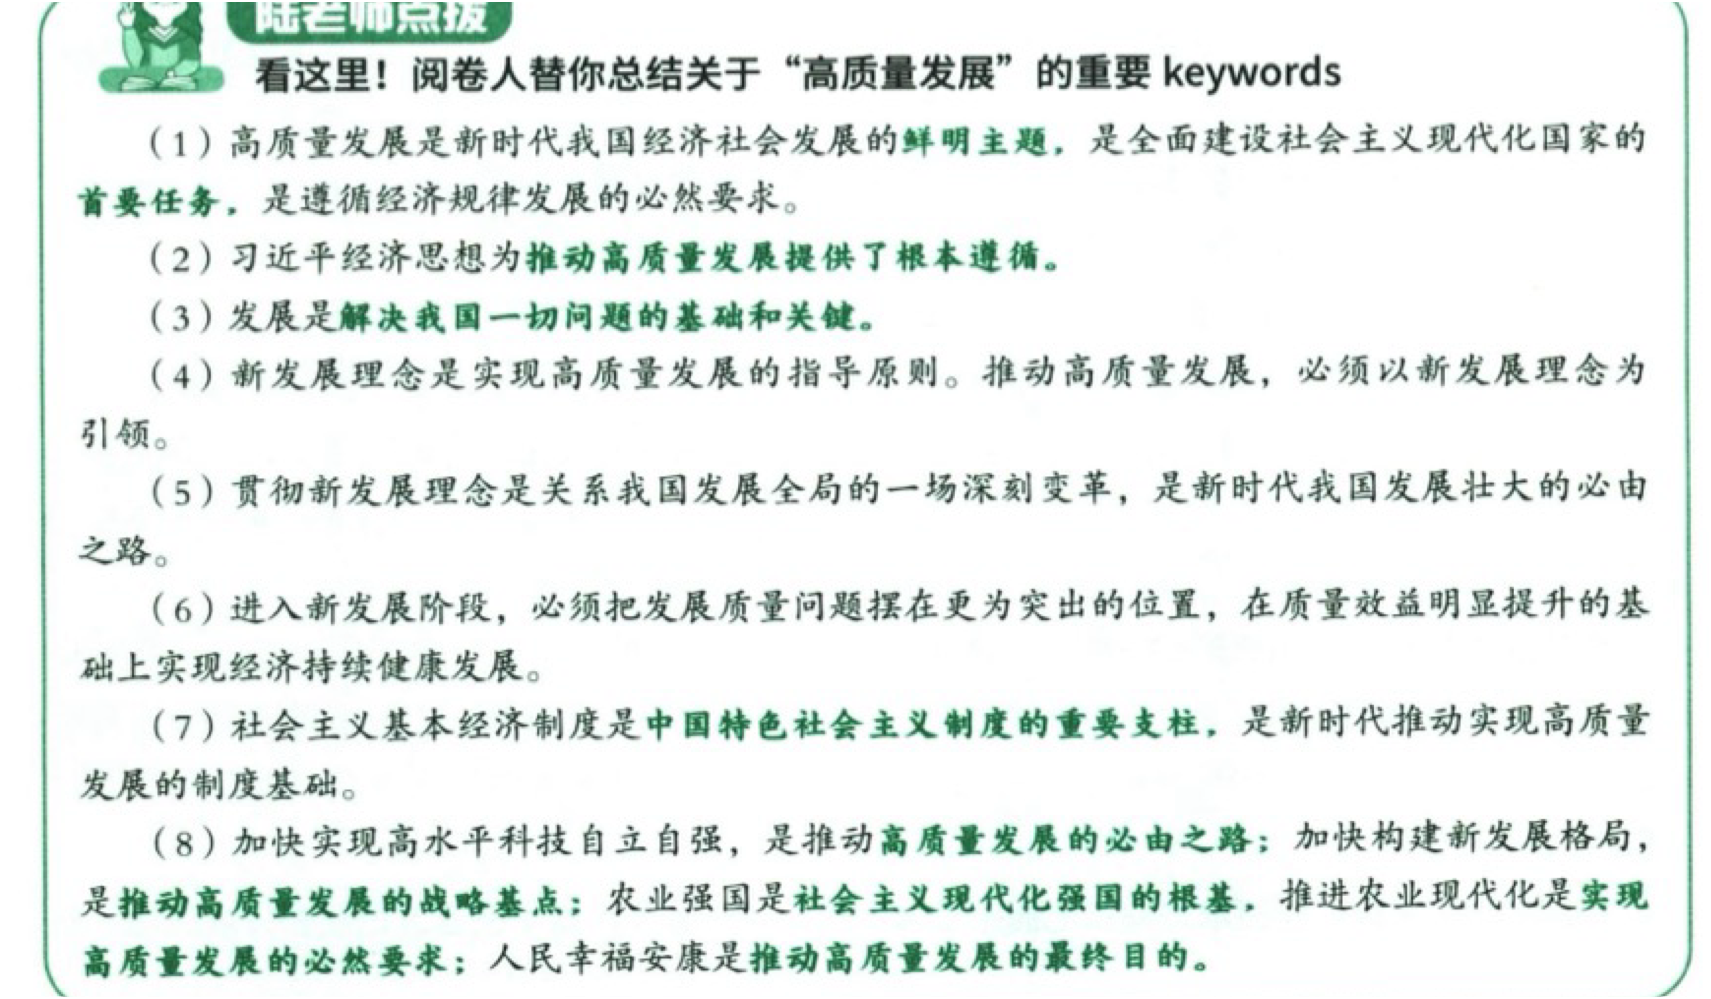 陆老师点拨
看这里！阅卷人替你总结关于“高质量发展”的重要 keywords
（1）高质量发展是新时代我国经济社会发展的鲜明主题，是全面建设社会主义现代化国家的
首要任务，是遵循经济规律发展的必然要求。
（2）习近平经济思想为推动高质量发展提供了根本遵循。
（3）发展是解决我国一切问题的基础和关键。
（4）新发展理念是实现高质量发展的指导原则。推动高质量发展，必须以新发展理念为
引领。
（5）贯彻新发展理念是关系我国发展全局的一场深刻变革，是新时代我国发展壮大的必由
之路。
（6）进入新发展阶段，必须把发展质量问题摆在更为突出的位置，在质量效益明显提升的基
础上实现经济持续健康发展。
（7）社会主义基本经济制度是中国特色社会主义制度的重要支柱，是新时代推动实现高质量
发展的制度基础。
（8）加快实现高水平科技自立自强，是推动高质量发展的必由之路；加快构建新发展格局，
是推动高质量发展的战略基点；农业强国是社会主义现代化强国的根基，推进农业现代化是实现
高质量发展的必然要求；人民幸福安康是推动高质量发展的最终目的。